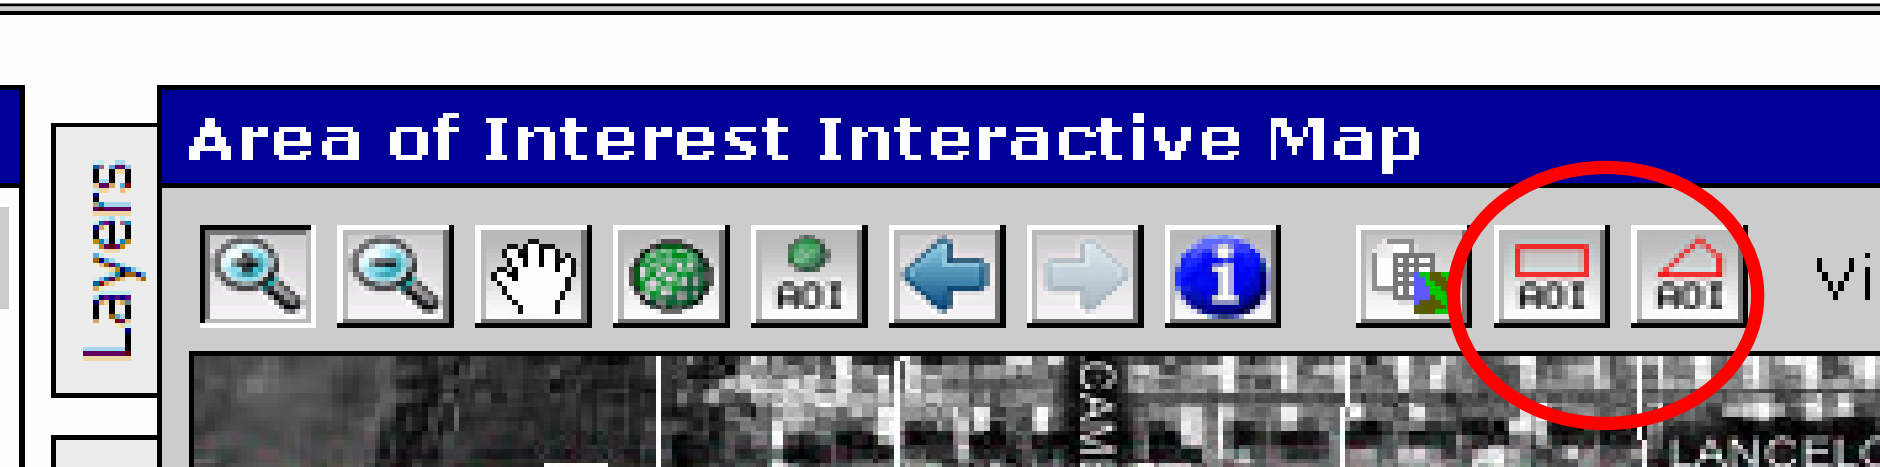 Area of Interest Interactive Map
Layers
AOI i AOI AOI Vi
CAM
LANCELO